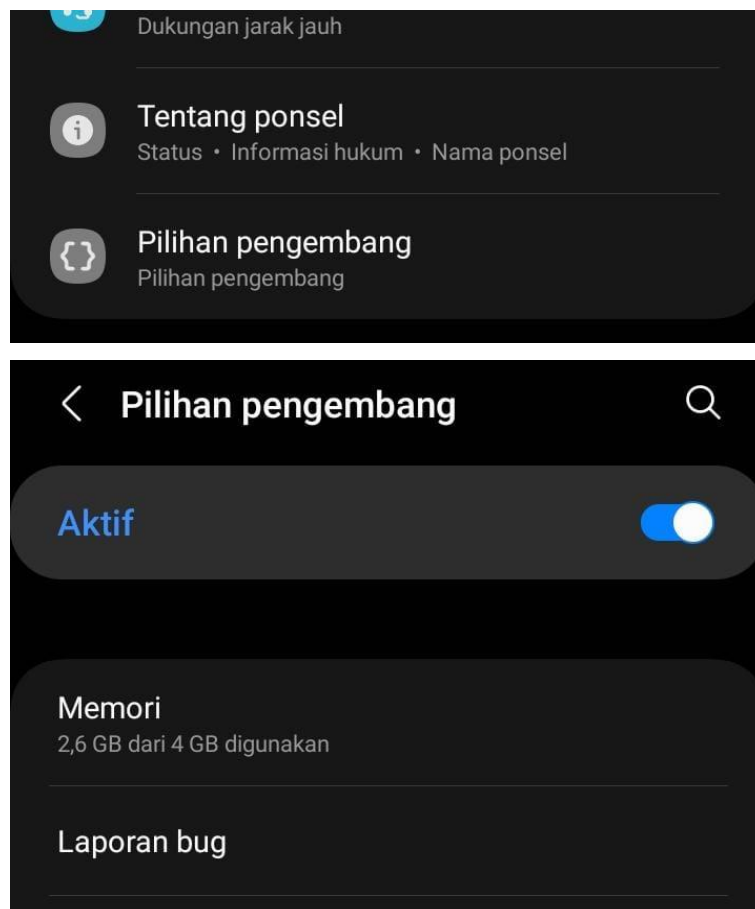 Dukungan jarak jauh
Tentang ponsel
Status • Informasi hukum • Nama ponsel
Pilihan pengembang
Pilihan pengembang
Pilihan pengembang
Aktif
Memori
2,6 GB dari 4 GB digunakan
Laporan bug